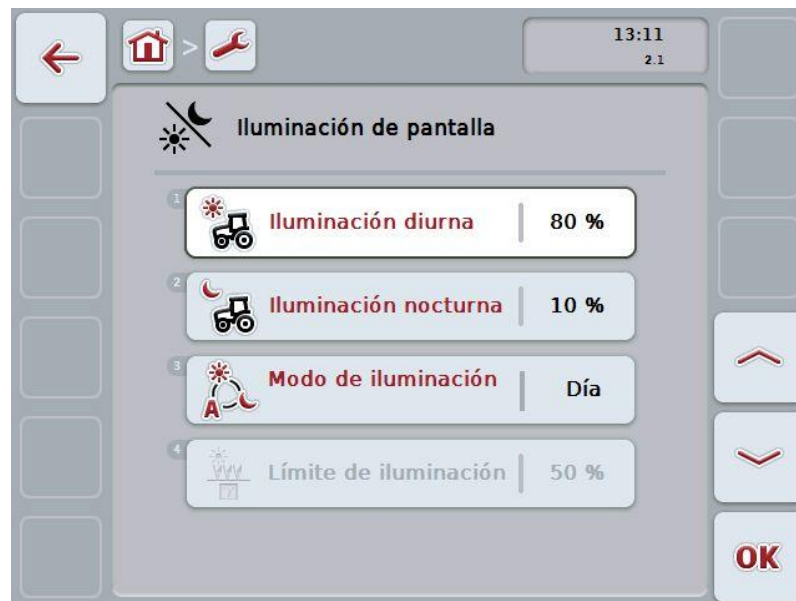 >
13:11
2.1
Iluminación de pantalla
1
Iluminación diurna 80 %
2
Iluminación nocturna 10 %
3
Modo de iluminación Día
A
4
Límite de iluminación 50 %
OK